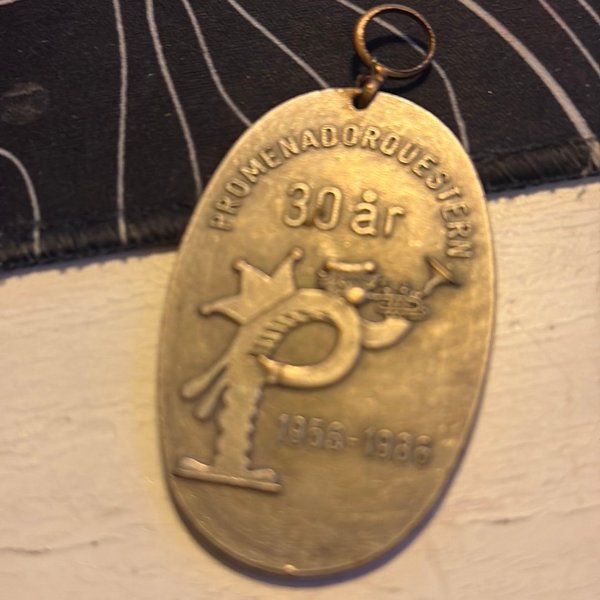 PROMENADORQUESTERN
30 år
1956-1986